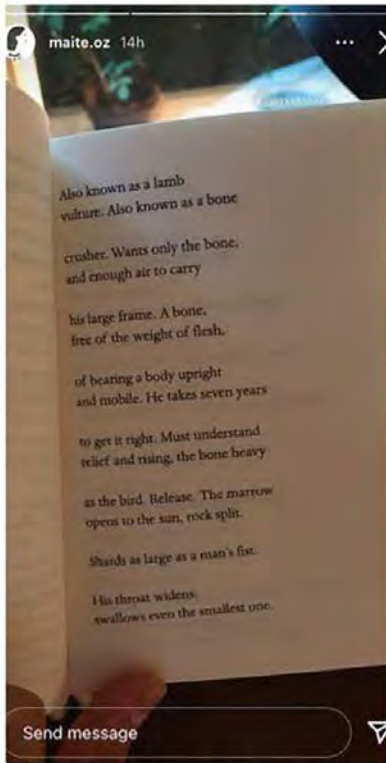 maite.oz 14h
Also known as a lamb
vulture. Also known as a bone
crusher. Wants only the bone,
and enough air to carry
his large frame. A bone,
free of the weight of flesh,
of bearing a body upright
and mobile. He takes seven years
to get it right. Must understand
relief and rising, the bone heavy
as the bird. Release. The marrow
opens to the sun, rock split.
Shards as large as a man's fist.
His throat widens,
swallows even the smallest one.
Send message